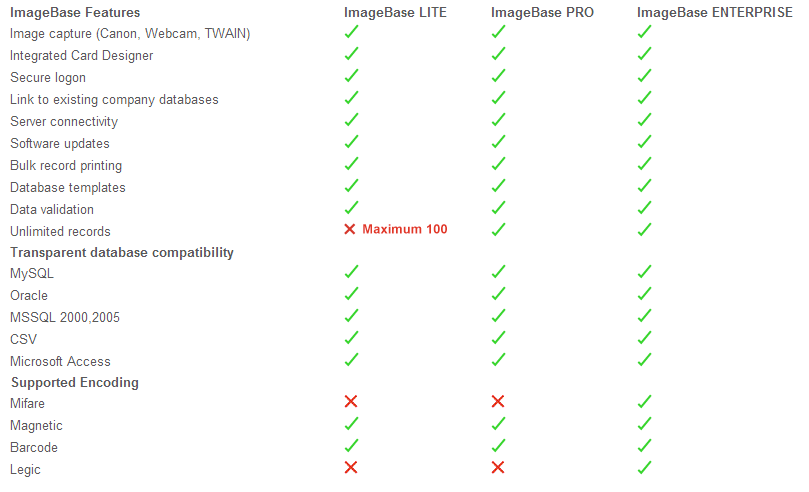 ImageBase Features ImageBase LITE ImageBase PRO ImageBase ENTERPRISE
Image capture (Canon, Webcam, TWAIN)
Integrated Card Designer
Secure logon
Link to existing company databases
Server connectivity
Software updates
Bulk record printing
Database templates
Data validation
Unlimited records Maximum 100
Transparent database compatibility
MySQL
Oracle
MSSQL 2000,2005
CSV
Microsoft Access
Supported Encoding
Mifare
Magnetic
Barcode
Legic